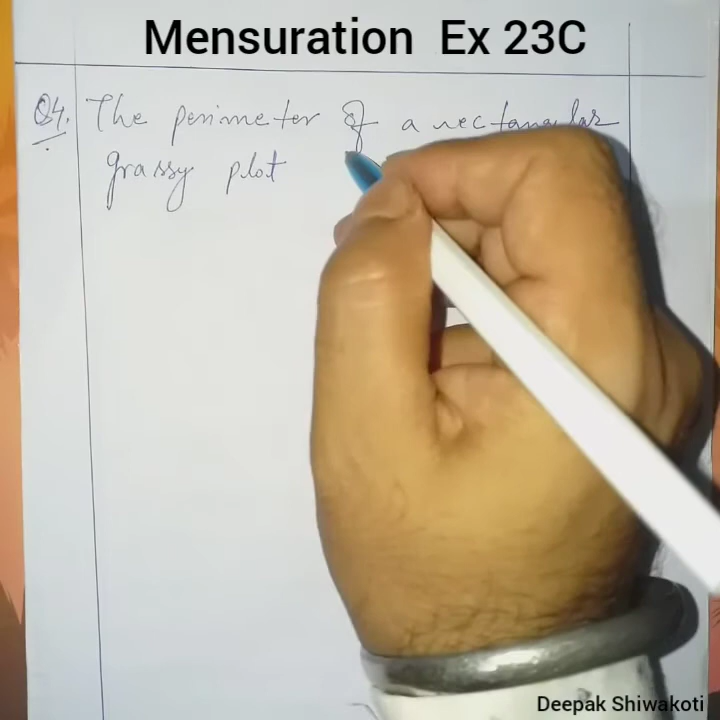 Mensuration Ex 23C
Q4. The perimeter of a rectangular
grassy plot
Deepak Shiwakoti